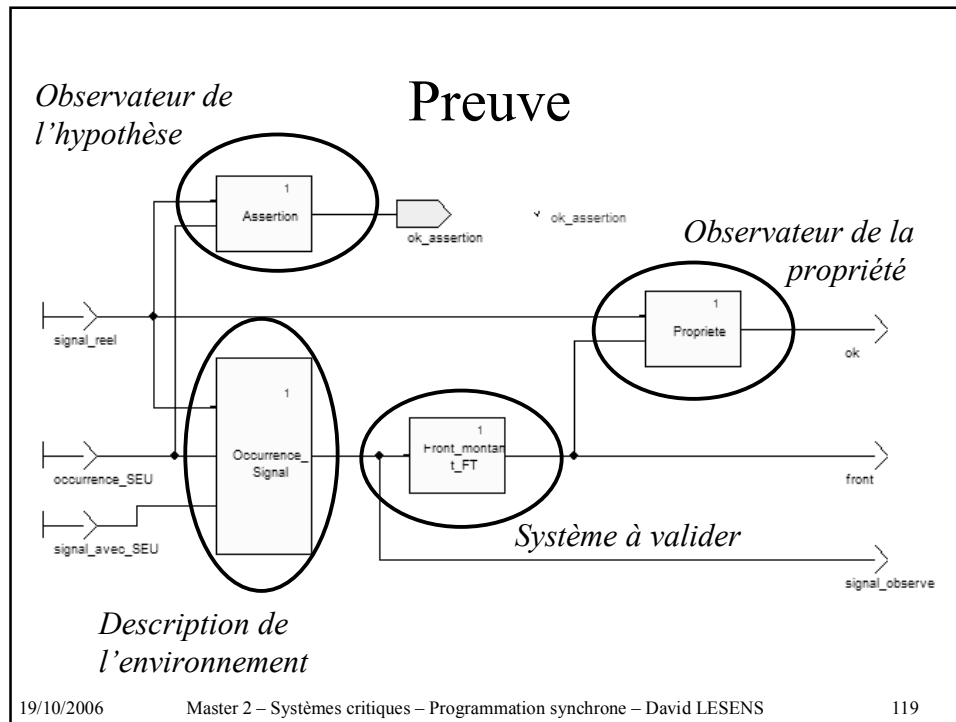 Preuve
Observateur de
l’hypothèse
1
Assertion
ok_assertion
ok_assertion
Observateur de la
propriété
1
Propriete
ok
signal_reel
1
Occurrence_
Signal
occurrence_SEU
signal_avec_SEU
1
Front_montan
t_FT
front
Système à valider
signal_observe
Description de
l’environnement
19/10/2006 Master 2 – Systèmes critiques – Programmation synchrone – David LESENS 119